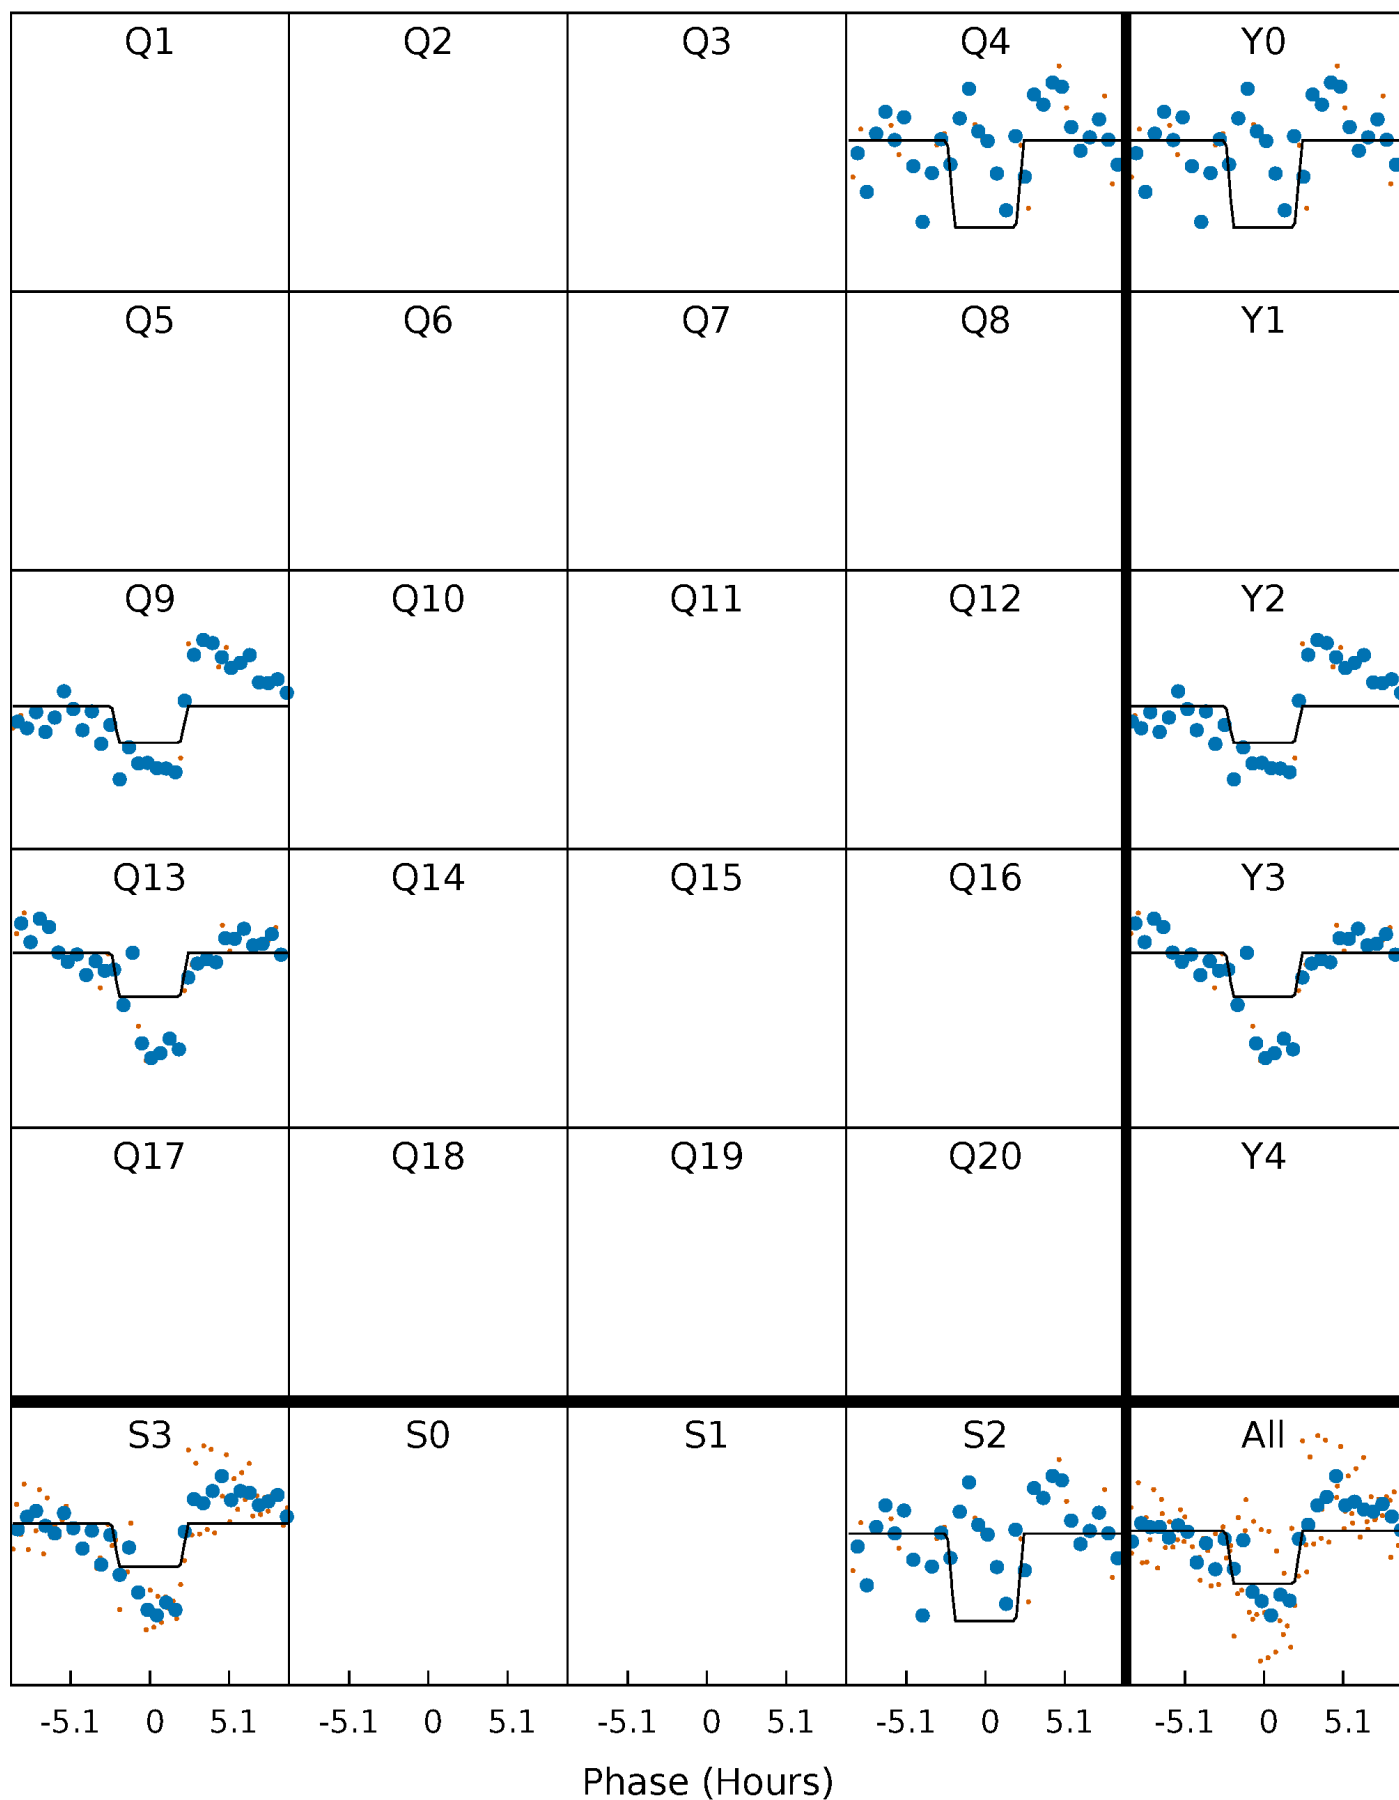 Q1 Q2 Q3 Q4 Y0
Q5 Q6 Q7 Q8 Y1
Q9 Q10 Q11 Q12 Y2
Q13 Q14 Q15 Q16 Y3
Q17 Q18 Q19 Q20 Y4
S3 S0 S1 S2 All
-5.1 0 5.1 -5.1 0 5.1 -5.1 0 5.1 -5.1 0 5.1 -5.1 0 5.1
Phase (Hours)